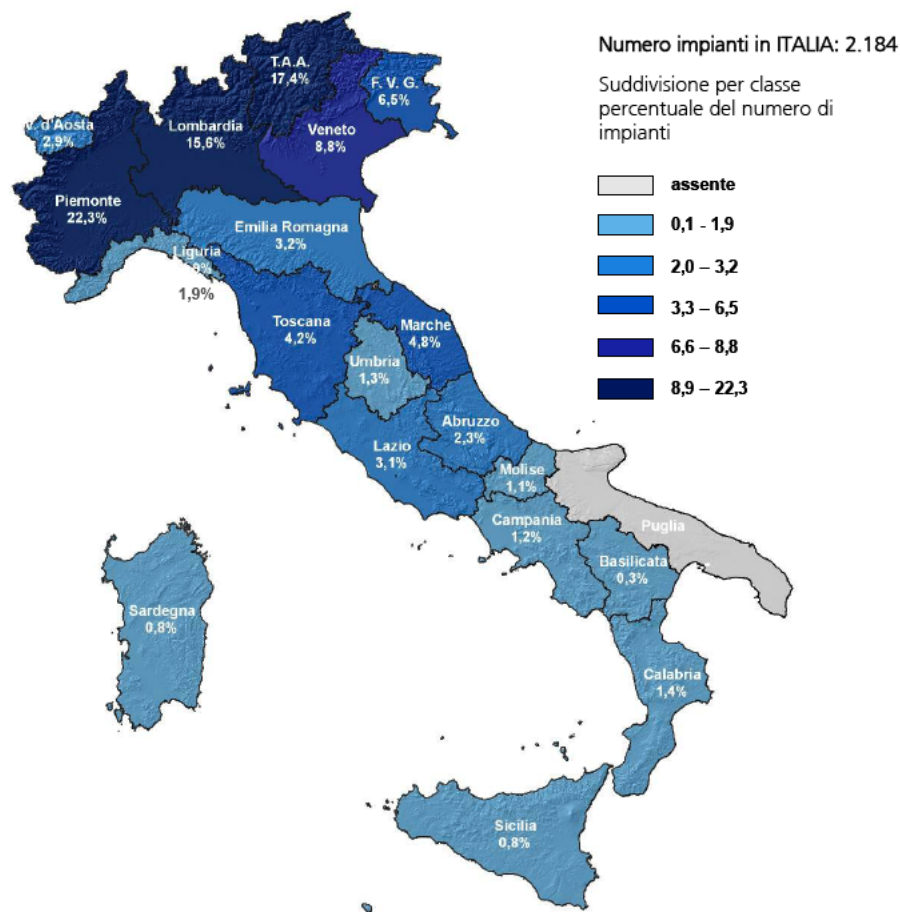 Numero impianti in ITALIA: 2.184
Suddivisione per classe
percentuale del numero di
impianti
assente
0,1 - 1,9
2,0 – 3,2
3,3 – 6,5
6,6 – 8,8
8,9 – 22,3
T.A.A.
17,4%
F. V. G.
6,5%
V. d'Aosta
2,9%
Lombardia
15,6%
Veneto
8,8%
Piemonte
22,3%
Emilia Romagna
3,2%
Liguria
1,9%
Toscana
4,2%
Marche
4,8%
Umbria
1,3%
Abruzzo
2,3%
Lazio
3,1%
Molise
1,1%
Puglia
Campania
1,2%
Basilicata
0,3%
Sardegna
0,8%
Calabria
1,4%
Sicilia
0,8%